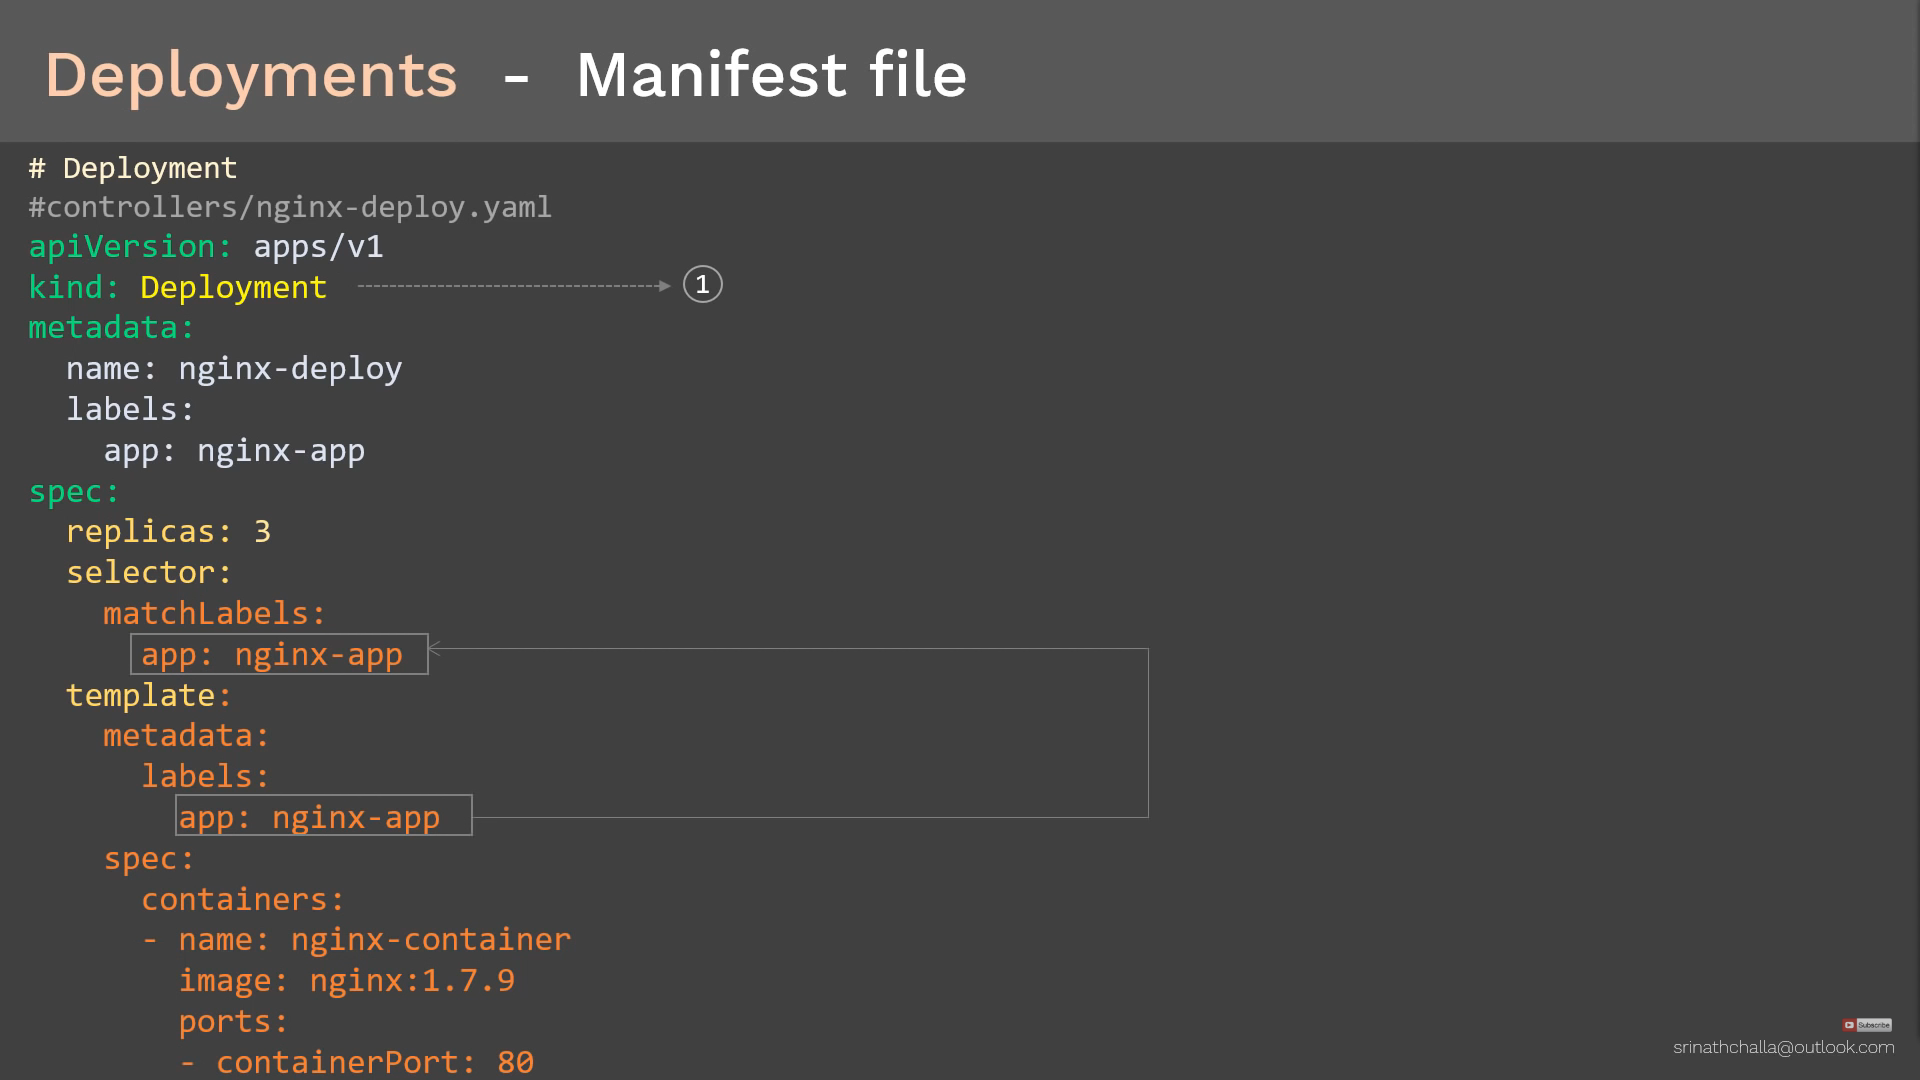 Deployments - Manifest file
# Deployment
#controllers/nginx-deploy.yaml
apiVersion: apps/v1
kind: Deployment
1
metadata:
  name: nginx-deploy
  labels:
    app: nginx-app
spec:
  replicas: 3
  selector:
    matchLabels:
      app: nginx-app
  template:
    metadata:
      labels:
        app: nginx-app
    spec:
      containers:
      - name: nginx-container
        image: nginx:1.7.9
        ports:
        - containerPort: 80
Subscribe
srinathchalla@outlook.com